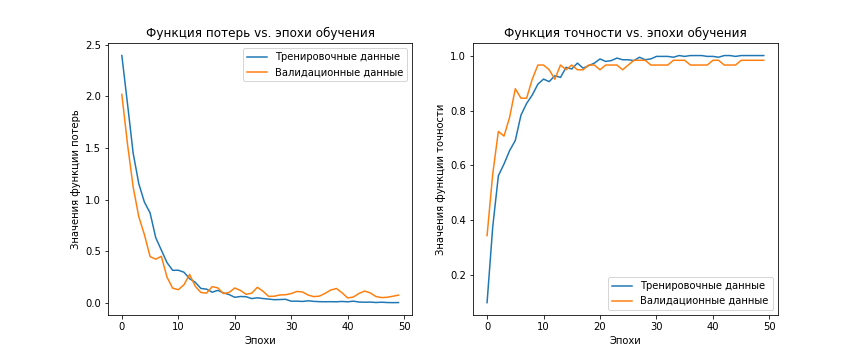 Функция потерь vs. эпохи обучения
Значения функции потерь
2.5
2.0
1.5
1.0
0.5
0.0
Тренировочные данные
Валидационные данные
0 10 20 30 40 50
Эпохи
Функция точности vs. эпохи обучения
Значения функции точности
1.0
0.8
0.6
0.4
0.2
Тренировочные данные
Валидационные данные
0 10 20 30 40 50
Эпохи